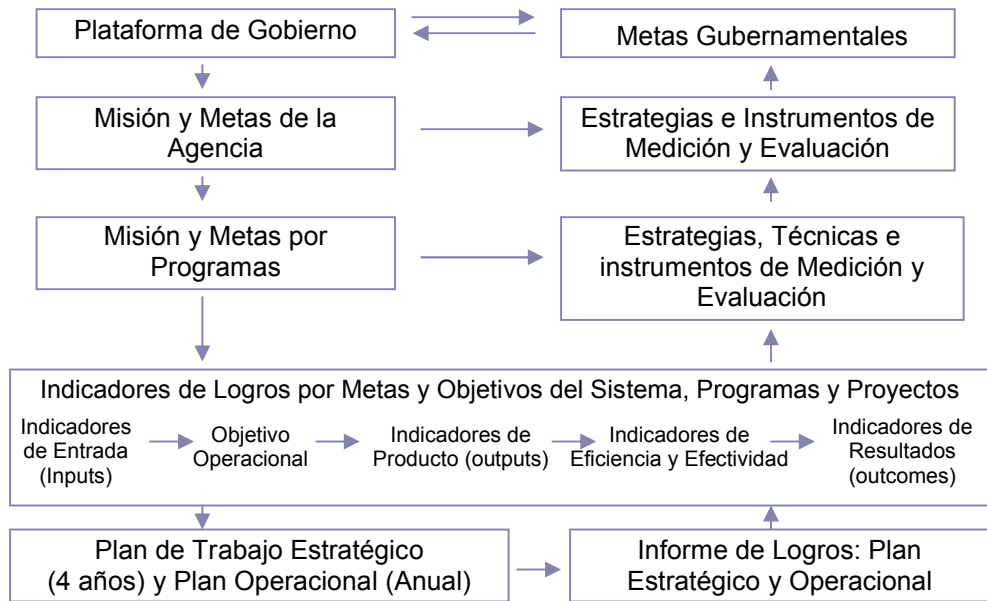 Plataforma de Gobierno
Metas Gubernamentales
Misión y Metas de la
Agencia
Estrategias e Instrumentos de
Medición y Evaluación
Misión y Metas por
Programas
Estrategias, Técnicas e
instrumentos de Medición y
Evaluación
Indicadores de Logros por Metas y Objetivos del Sistema, Programas y Proyectos
Indicadores
de Entrada
(Inputs)
Objetivo
Operacional
Indicadores de
Producto (outputs)
Indicadores de
Eficiencia y Efectividad
Indicadores de
Resultados
(outcomes)
Plan de Trabajo Estratégico
(4 años) y Plan Operacional (Anual)
Informe de Logros: Plan
Estratégico y Operacional